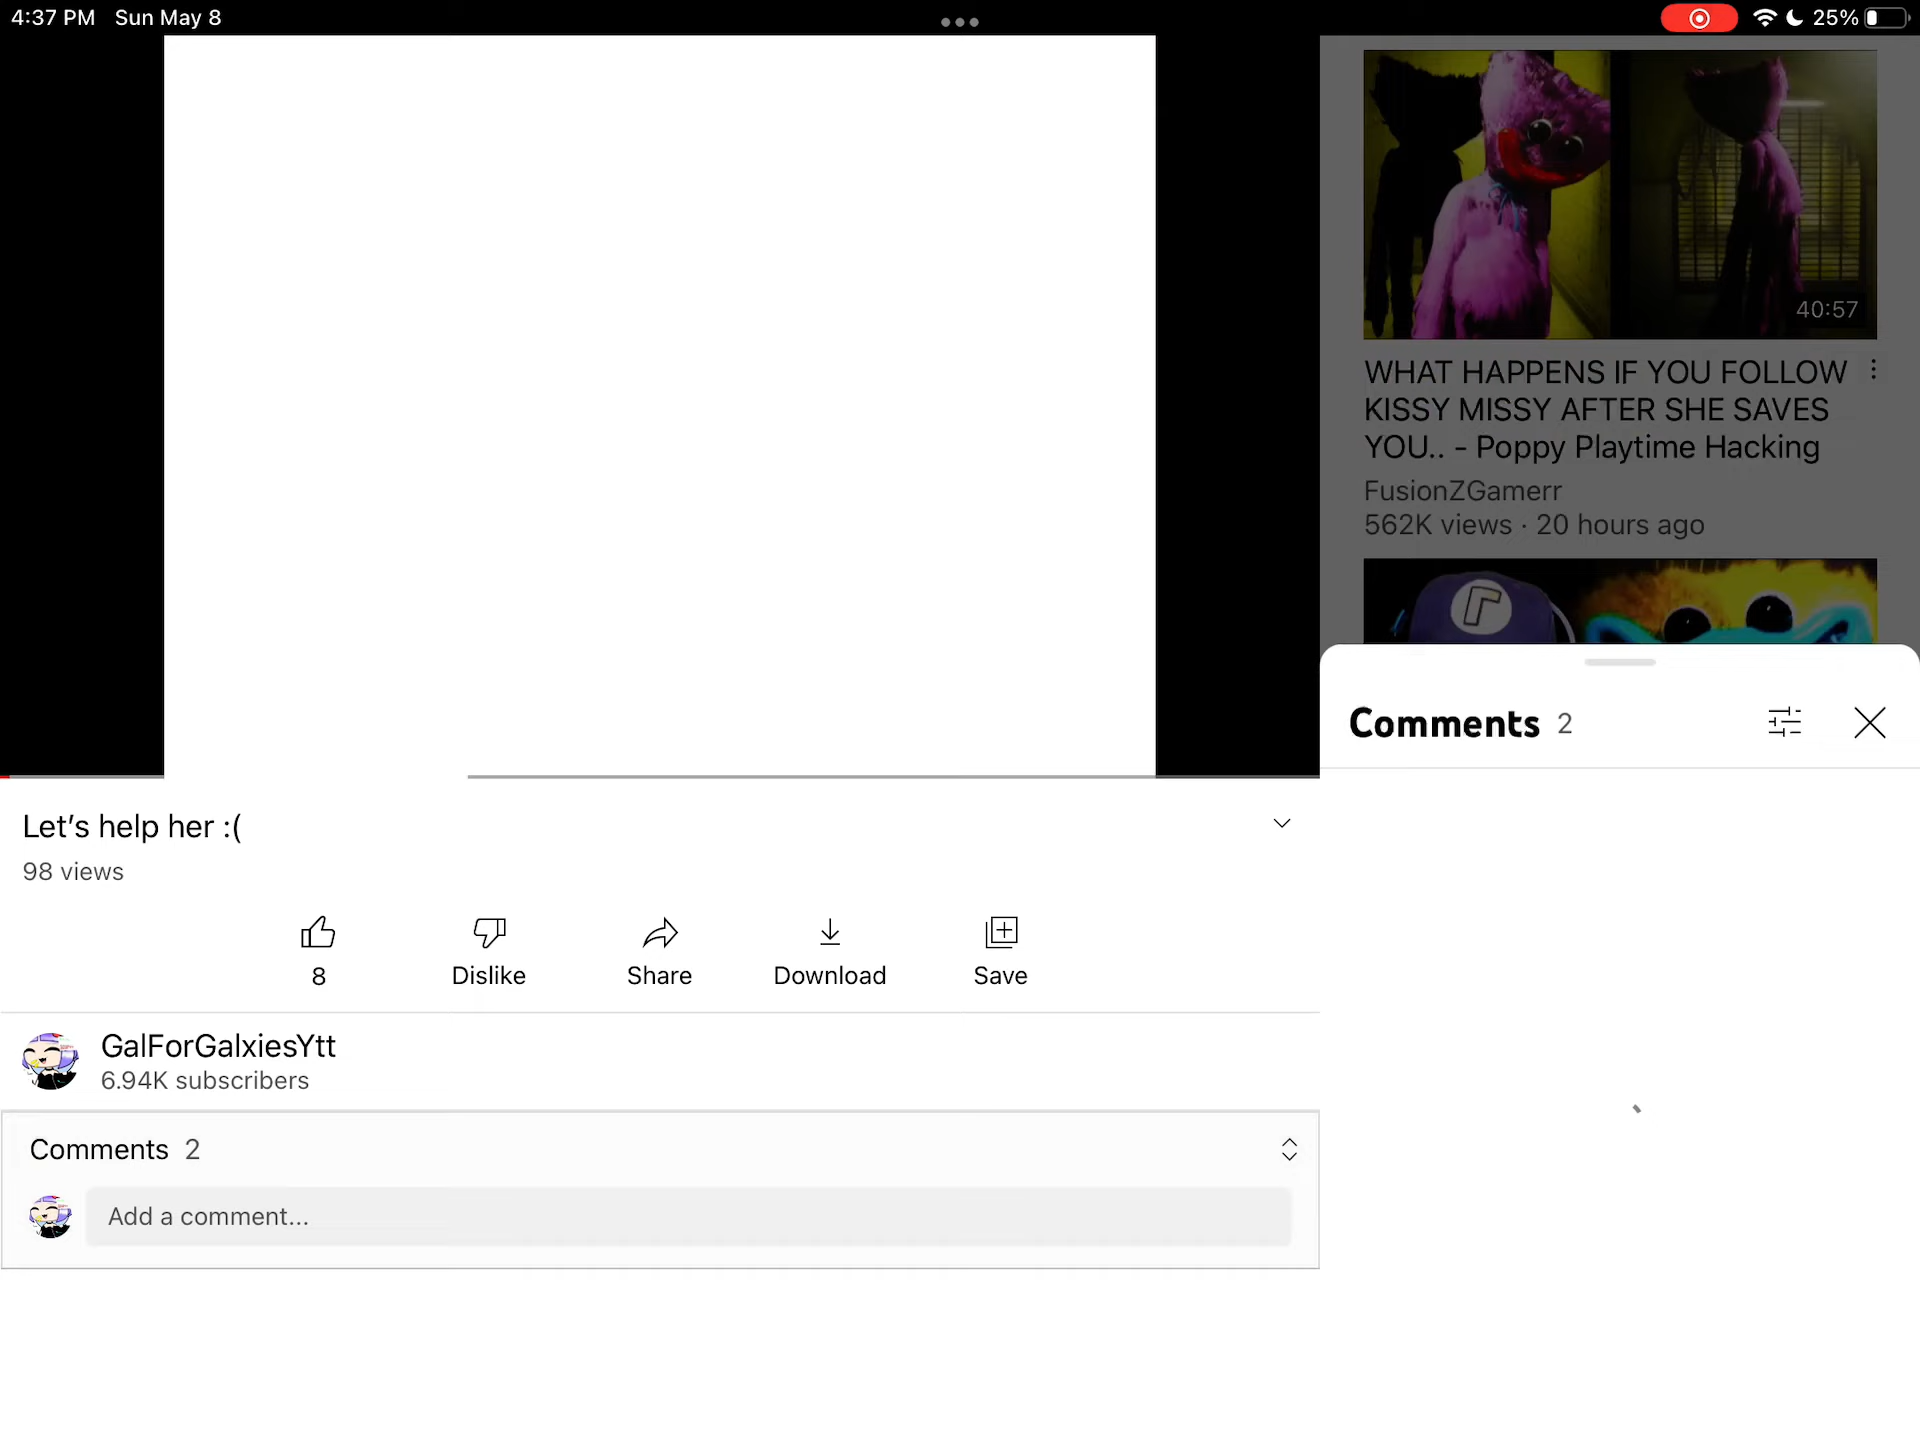 4:37 PM Sun May 8
25%
40:57
WHAT HAPPENS IF YOU FOLLOW
KISSY MISSY AFTER SHE SAVES
YOU.. - Poppy Playtime Hacking
FusionZGamerr
562K views · 20 hours ago
Comments 2
Let's help her :(
98 views
8
Dislike
Share
Download
Save
GalForGalxiesYtt
6.94K subscribers
Comments 2
Add a comment...